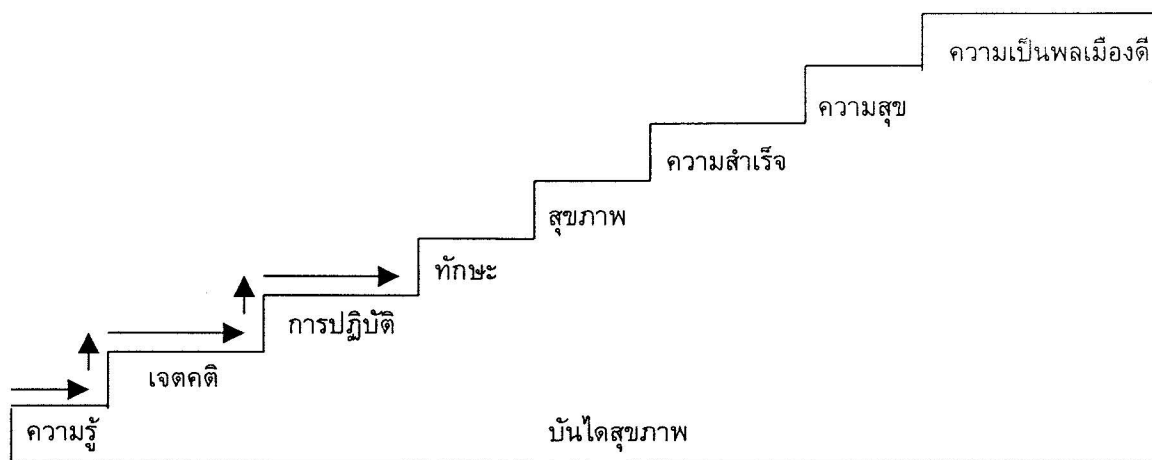 ความเป็นพลเมืองดี
ความสุข
ความสำเร็จ
สุขภาพ
ทักษะ
การปฏิบัติ
เจตคติ
ความรู้
บันไดสุขภาพ